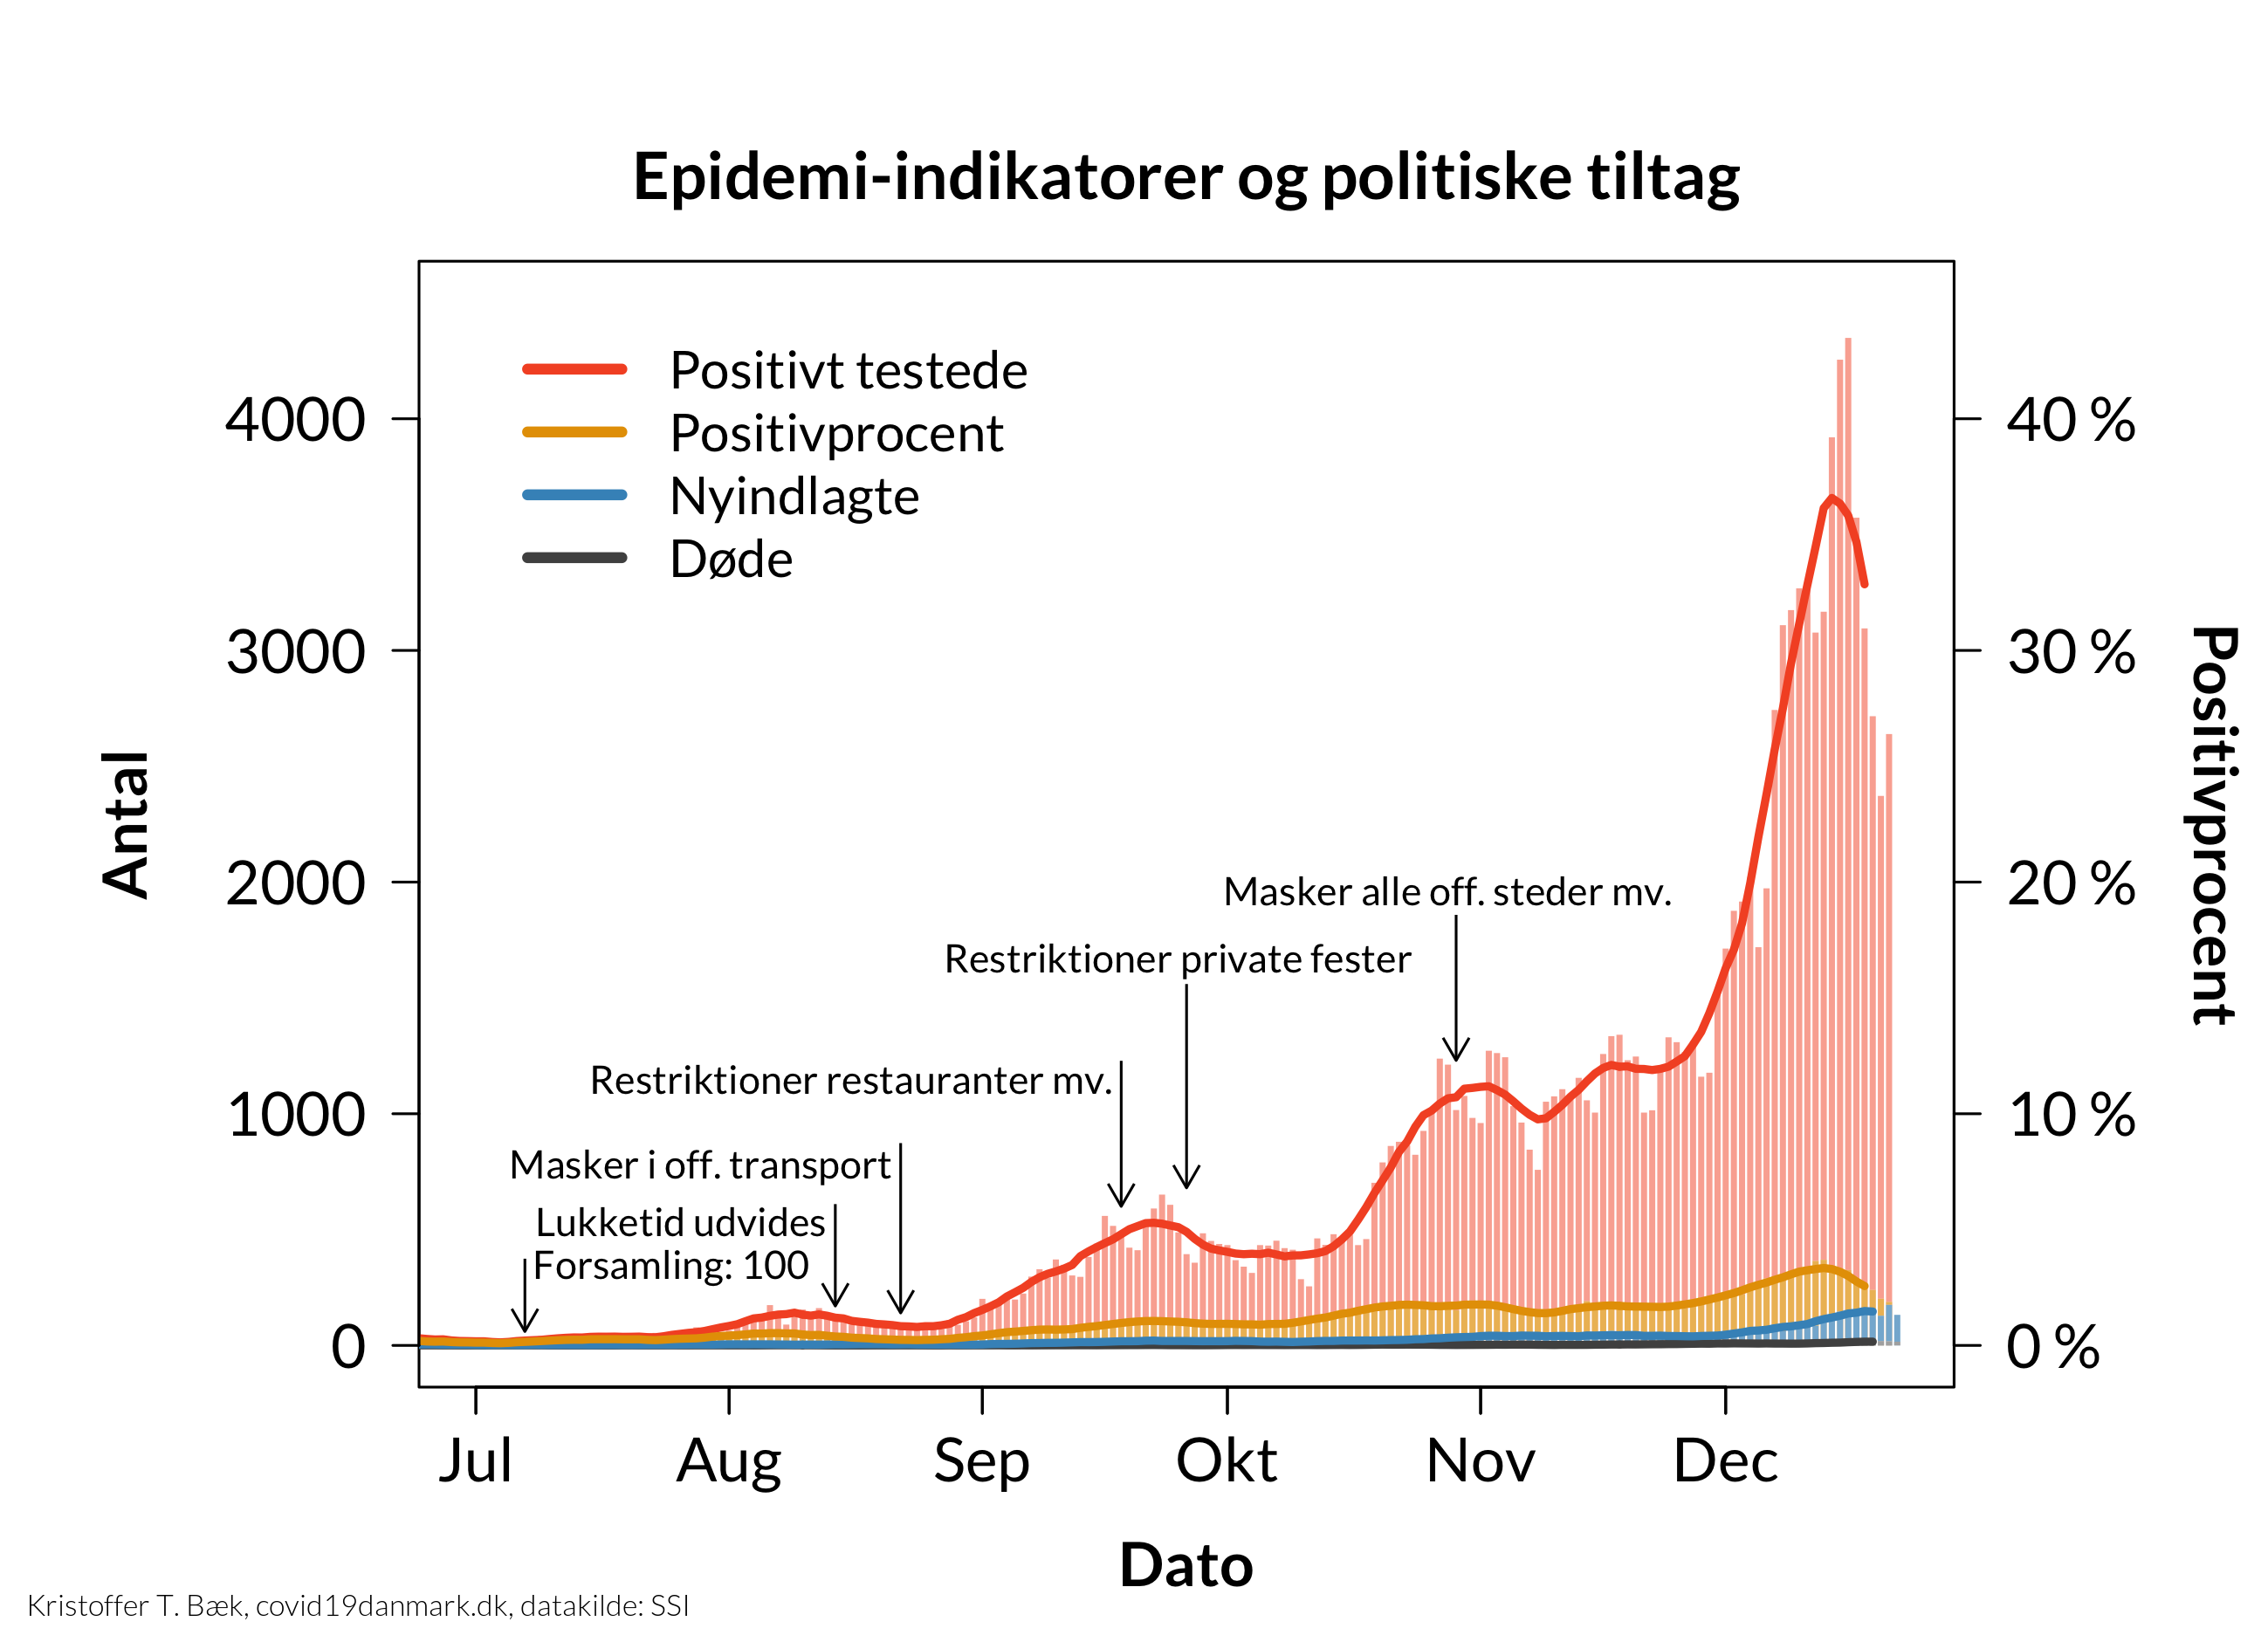 Epidemi-indikatorer og politiske tiltag
Positivt testede
Positivprocent
Nyindlagte
Døde
4000
3000
2000
1000
0
Antal
40 %
30 %
20 %
10 %
0 %
Positivprocent
Masker alle off. steder mv.
Restriktioner private fester
Restriktioner restauranter mv.
Masker i off. transport
Lukketid udvides
Forsamling: 100
Jul Aug Sep Okt Nov Dec
Dato
Kristoffer T. Bæk, covid19danmark.dk, datakilde: SSI